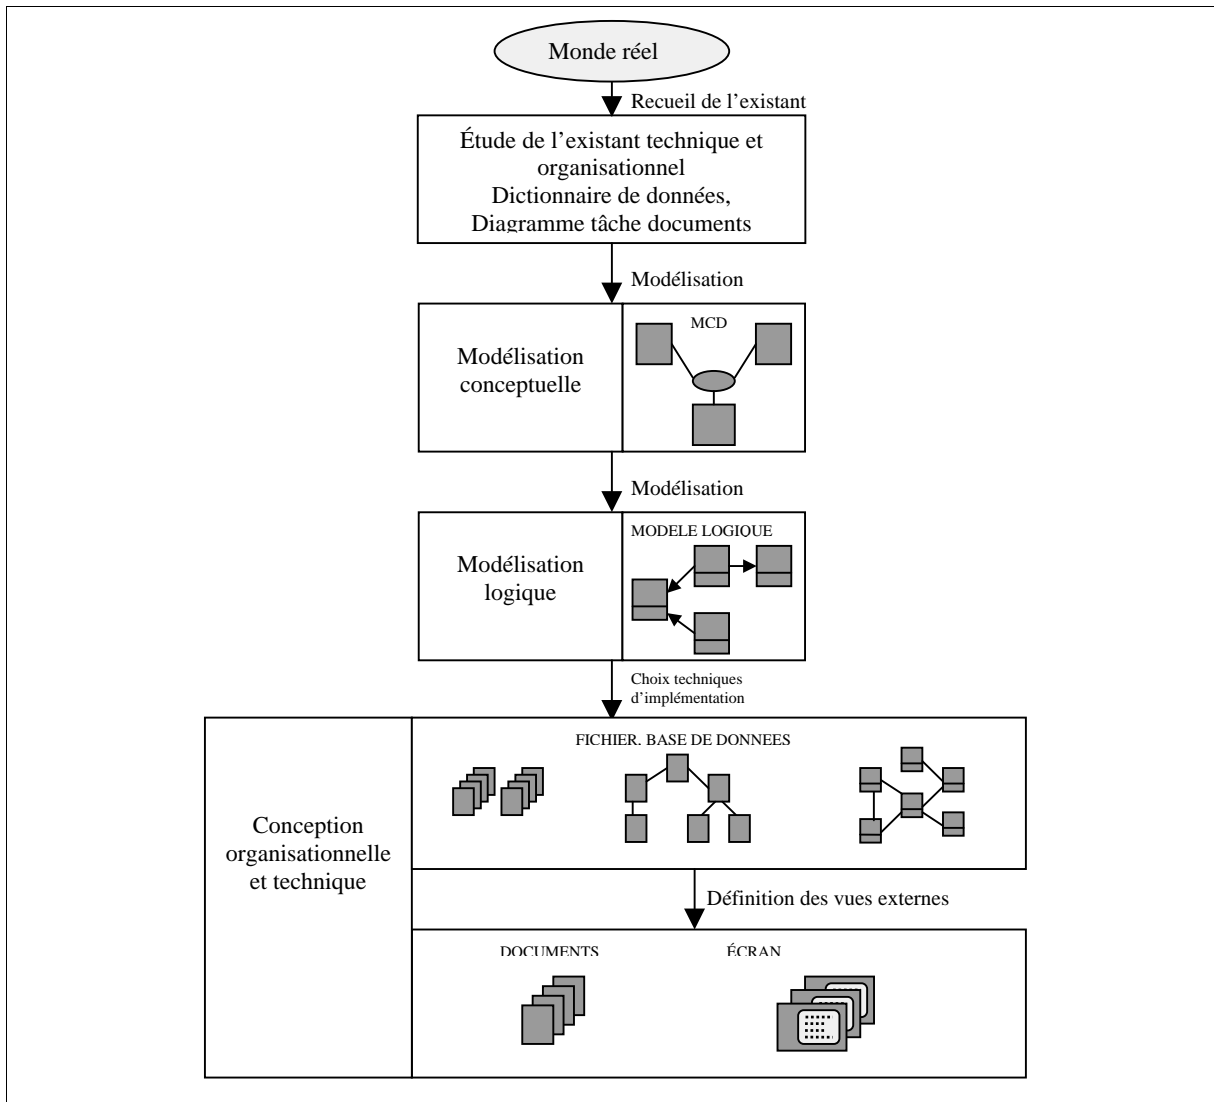 Monde réel
Recueil de l’existant
Étude de l’existant technique et
organisationnel
Dictionnaire de données,
Diagramme tâche documents
Modélisation
MCD
Modélisation
conceptuelle
Modélisation
MODELE LOGIQUE
Modélisation
logique
Choix techniques
d’implémentation
FICHIER, BASE DE DONNEES
Conception
organisationnelle
et technique
Définition des vues externes
DOCUMENTS
ÉCRAN